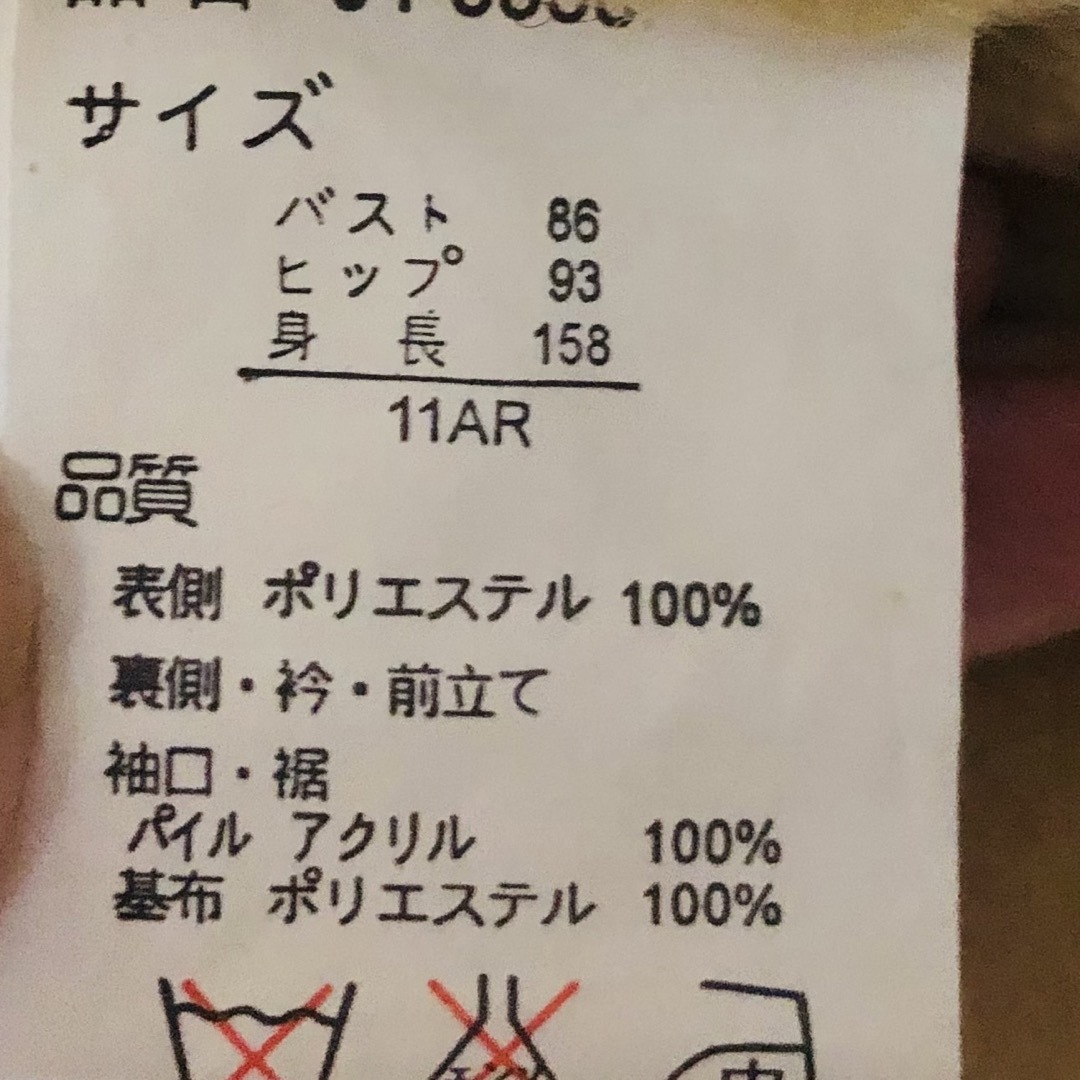 サイズ
バスト 86
ヒップ 93
身長 158
11AR
品質
表側 ポリエステル 100%
裏側・衿・前立て
袖口・裾
パイル アクリル 100%
基布 ポリエステル 100%
中